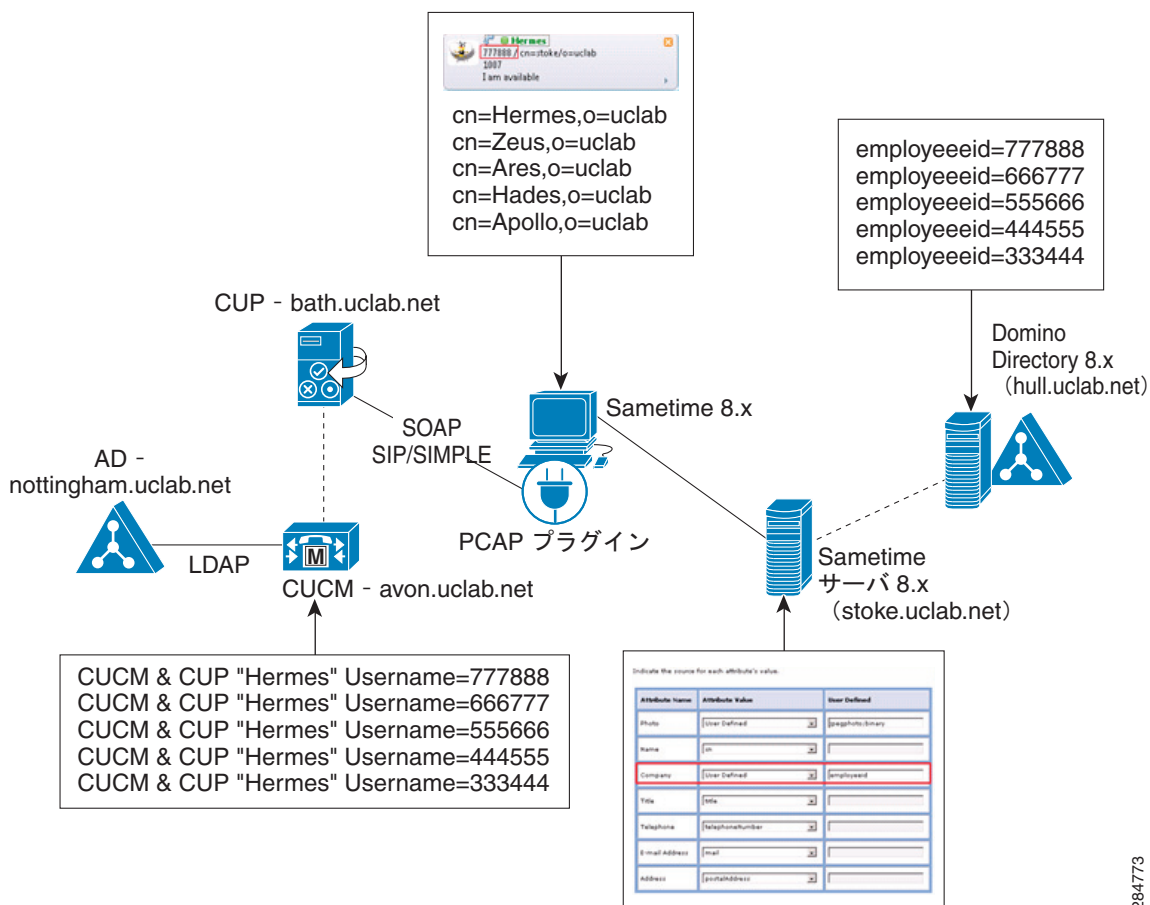 Hermes
777888 / cn=stoke/o=uclab
1007
I am available
cn=Hermes,o=uclab
cn=Zeus,o=uclab
cn=Ares,o=uclab
cn=Hades,o=uclab
cn=Apollo,o=uclab
employeeeid=777888
employeeeid=666777
employeeeid=555666
employeeeid=444555
employeeeid=333444
CUP - bath.uclab.net
Domino
Directory 8.x
（hull.uclab.net）
Sametime 8.x
SOAP
SIP/SIMPLE
AD -
nottingham.uclab.net
LDAP
M
PCAP プラグイン
CUCM - avon.uclab.net
Sametime
サーバ 8.x
（stoke.uclab.net）
CUCM & CUP "Hermes" Username=777888
CUCM & CUP "Hermes" Username=666777
CUCM & CUP "Hermes" Username=555666
CUCM & CUP "Hermes" Username=444555
CUCM & CUP "Hermes" Username=333444
Indicate the source for each attribute's value.
Attribute Name Attribute Value User Defined
Photo User Defined jpegphoto;binary
Name cn
Company User Defined employeeid
Title title
Telephone telephoneNumber
E-mail Address mail
Address postalAddress
284773